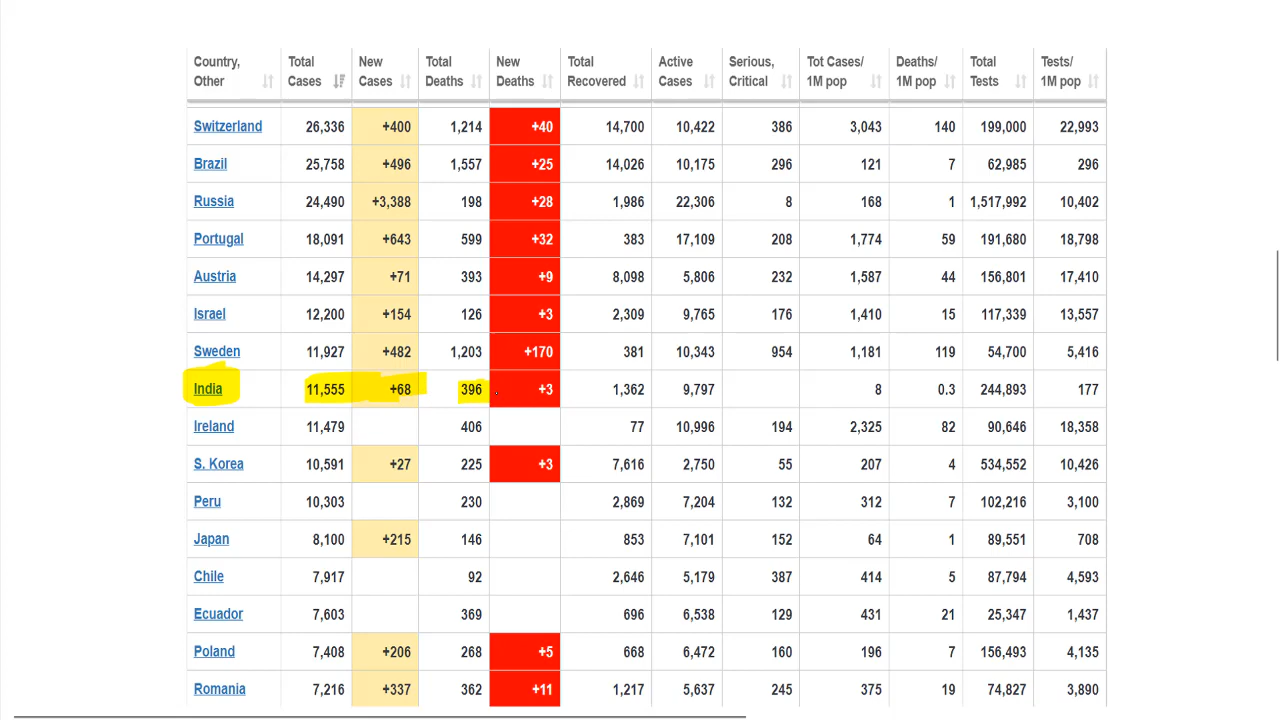 Country, Other Total Cases New Cases Total Deaths New Deaths Total Recovered Active Cases Serious, Critical Tot Cases/ 1M pop Deaths/ 1M pop Total Tests Tests/ 1M pop
Switzerland 26,336 +400 1,214 +40 14,700 10,422 386 3,043 140 199,000 22,993
Brazil 25,758 +496 1,557 +25 14,026 10,175 296 121 7 62,985 296
Russia 24,490 +3,388 198 +28 1,986 22,306 8 168 1 1,517,992 10,402
Portugal 18,091 +643 599 +32 383 17,109 208 1,774 59 191,680 18,798
Austria 14,297 +71 393 +9 8,098 5,806 232 1,587 44 156,801 17,410
Israel 12,200 +154 126 +3 2,309 9,765 176 1,410 15 117,339 13,557
Sweden 11,927 +482 1,203 +170 381 10,343 954 1,181 119 54,700 5,416
India 11,555 +68 396 +3 1,362 9,797 8 0.3 244,893 177
Ireland 11,479 406 77 10,996 194 2,325 82 90,646 18,358
S. Korea 10,591 +27 225 +3 7,616 2,750 55 207 4 534,552 10,426
Peru 10,303 230 2,869 7,204 132 312 7 102,216 3,100
Japan 8,100 +215 146 853 7,101 152 64 1 89,551 708
Chile 7,917 92 2,646 5,179 387 414 5 87,794 4,593
Ecuador 7,603 369 696 6,538 129 431 21 25,347 1,437
Poland 7,408 +206 268 +5 668 6,472 160 196 7 156,493 4,135
Romania 7,216 +337 362 +11 1,217 5,637 245 375 19 74,827 3,890